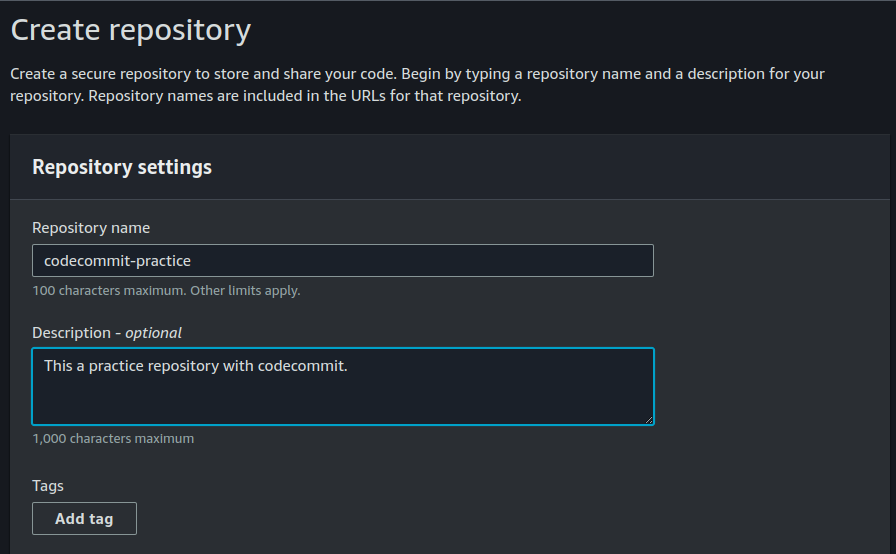 Create repository
Create a secure repository to store and share your code. Begin by typing a repository name and a description for your
repository. Repository names are included in the URLs for that repository.
Repository settings
Repository name
codecommit-practice
100 characters maximum. Other limits apply.
Description - optional
This a practice repository with codecommit.
1,000 characters maximum
Tags
Add tag